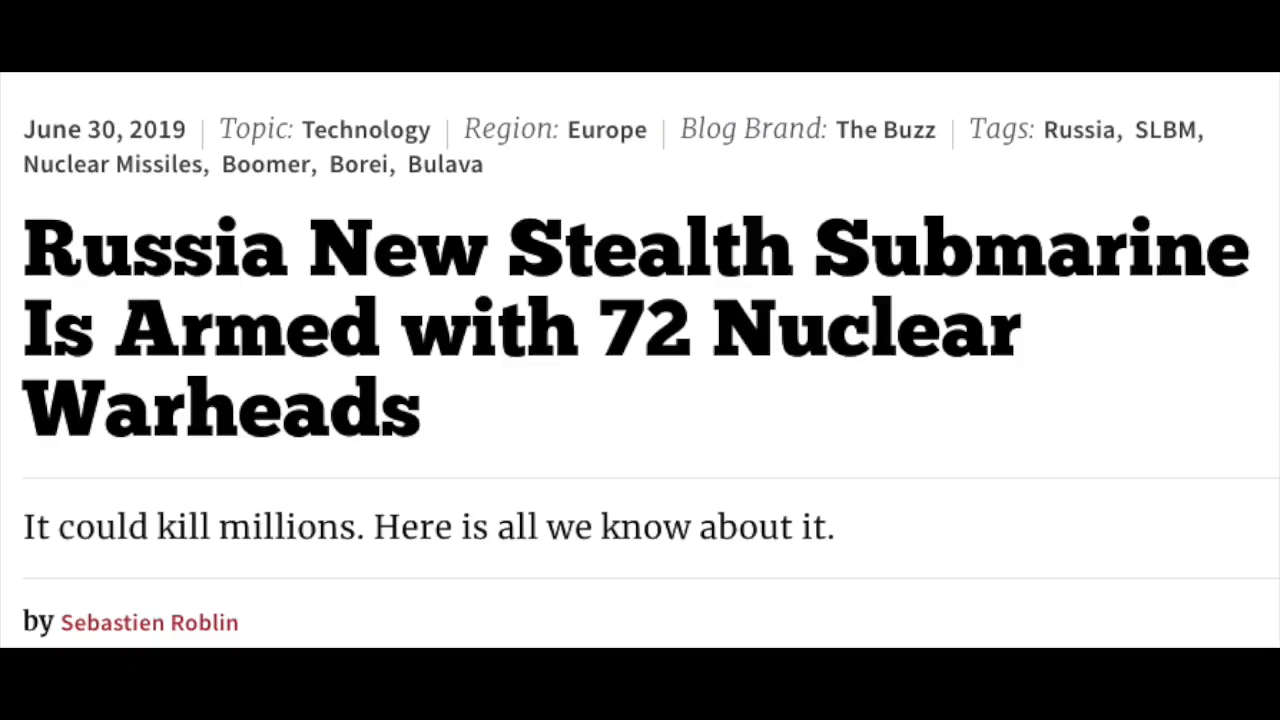 June 30, 2019 | Topic: Technology | Region: Europe | Blog Brand: The Buzz | Tags: Russia, SLBM,
Nuclear Missiles, Boomer, Borei, Bulava
Russia New Stealth Submarine
Is Armed with 72 Nuclear
Warheads
It could kill millions. Here is all we know about it.
by Sebastien Roblin